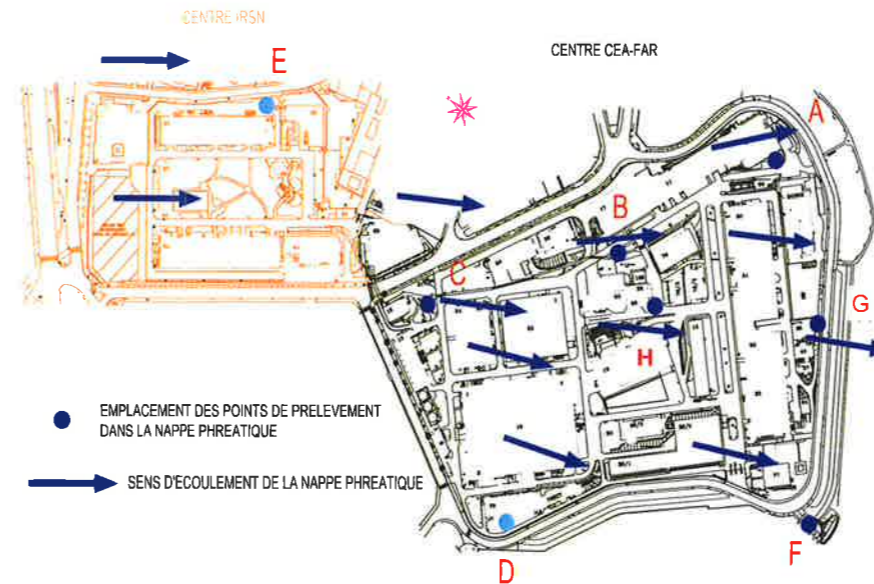 CENTRE IRSN
E
CENTRE CEA-FAR
A
B
C
G
H
EMPLACEMENT DES POINTS DE PRELEVEMENT
DANS LA NAPPE PHREATIQUE
SENS D'ECOULEMENT DE LA NAPPE PHREATIQUE
D
F